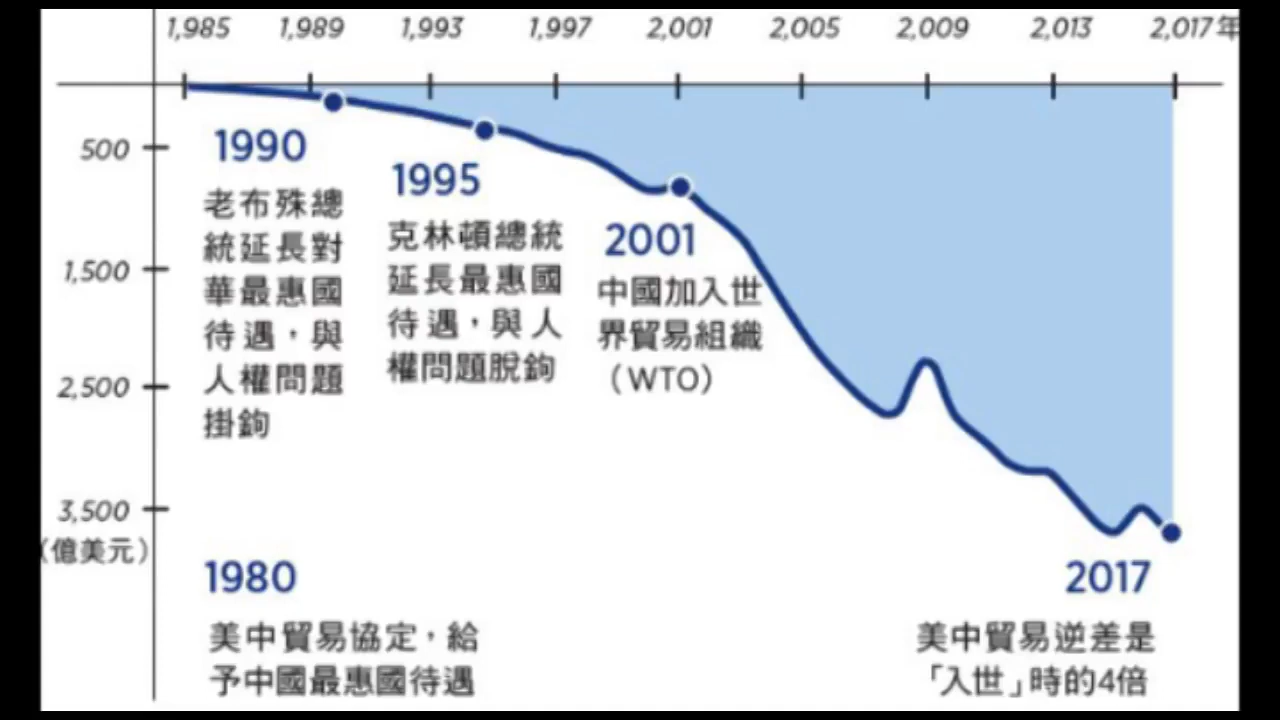 1,985 1,989 1,993 1,997 2,001 2,005 2,009 2,013 2,017年
500
1,500
2,500
3,500
（億美元）
1990
老布殊總
統延長對
華最惠國
待遇，與
人權問題
掛鉤
1995
克林頓總統
延長最惠國
待遇，與人
權問題脫鉤
2001
中國加入世
界貿易組織
（WTO）
1980
美中貿易協定，給
予中國最惠國待遇
2017
美中貿易逆差是
「入世」時的4倍